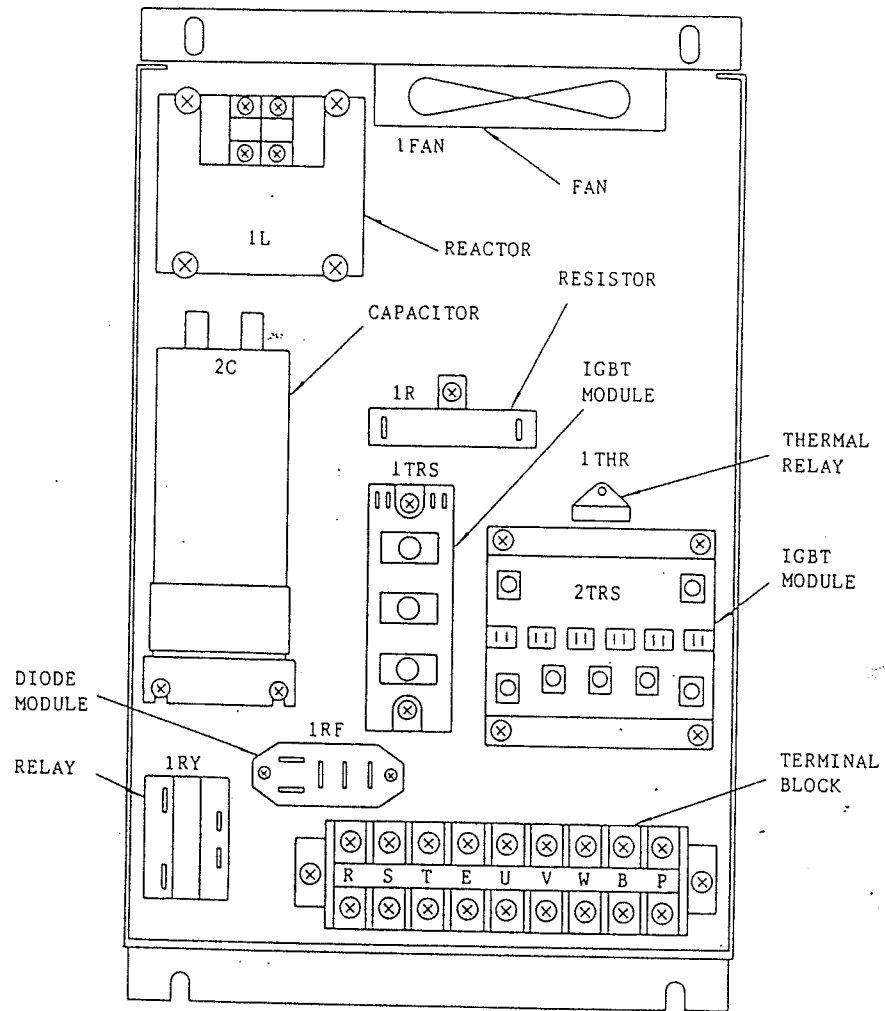 1FAN
FAN
1L
REACTOR
RESISTOR
CAPACITOR
2C
1R
IGBT
MODULE
1TRS
1THR
THERMAL
RELAY
2TRS
IGBT
MODULE
DIODE
MODULE
1RF
RELAY
1RY
TERMINAL
BLOCK
R S T E U V W B P